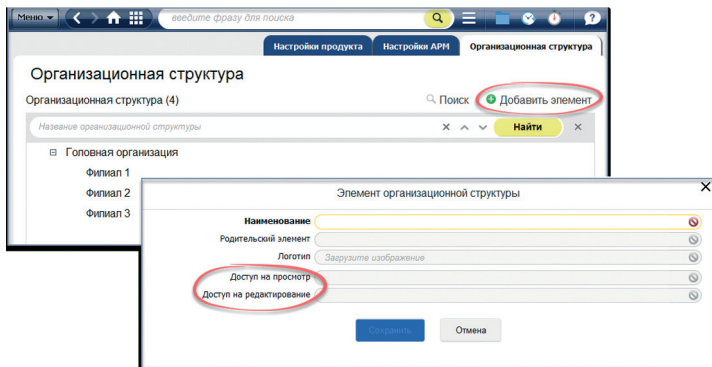 Меню
введите фразу для поиска
Настройки продукта Настройки АРМ Организационная структура
Организационная структура
Организационная структура (4) Поиск Добавить элемент
Название организационной структуры Найти
Головная организация
Филиал 1
Филиал 2
Филиал 3
Элемент организационной структуры
Наименование
Родительский элемент
Логотип Загрузите изображение
Доступ на просмотр
Доступ на редактирование
Сохранить Отмена